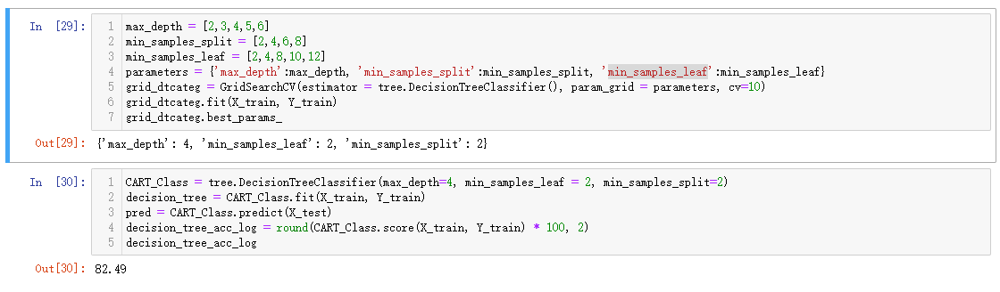 In [29]:
1 max_depth = [2,3,4,5,6]
2 min_samples_split = [2,4,6,8]
3 min_samples_leaf = [2,4,8,10,12]
4 parameters = {'max_depth':max_depth, 'min_samples_split':min_samples_split, 'min_samples_leaf':min_samples_leaf}
5 grid_dtcateg = GridSearchCV(estimator = tree.DecisionTreeClassifier(), param_grid = parameters, cv=10)
6 grid_dtcateg.fit(X_train, Y_train)
7 grid_dtcateg.best_params_
Out[29]: {'max_depth': 4, 'min_samples_leaf': 2, 'min_samples_split': 2}
In [30]:
1 CART_Class = tree.DecisionTreeClassifier(max_depth=4, min_samples_leaf = 2, min_samples_split=2)
2 decision_tree = CART_Class.fit(X_train, Y_train)
3 pred = CART_Class.predict(X_test)
4 decision_tree_acc_log = round(CART_Class.score(X_train, Y_train) * 100, 2)
5 decision_tree_acc_log
Out[30]: 82.49